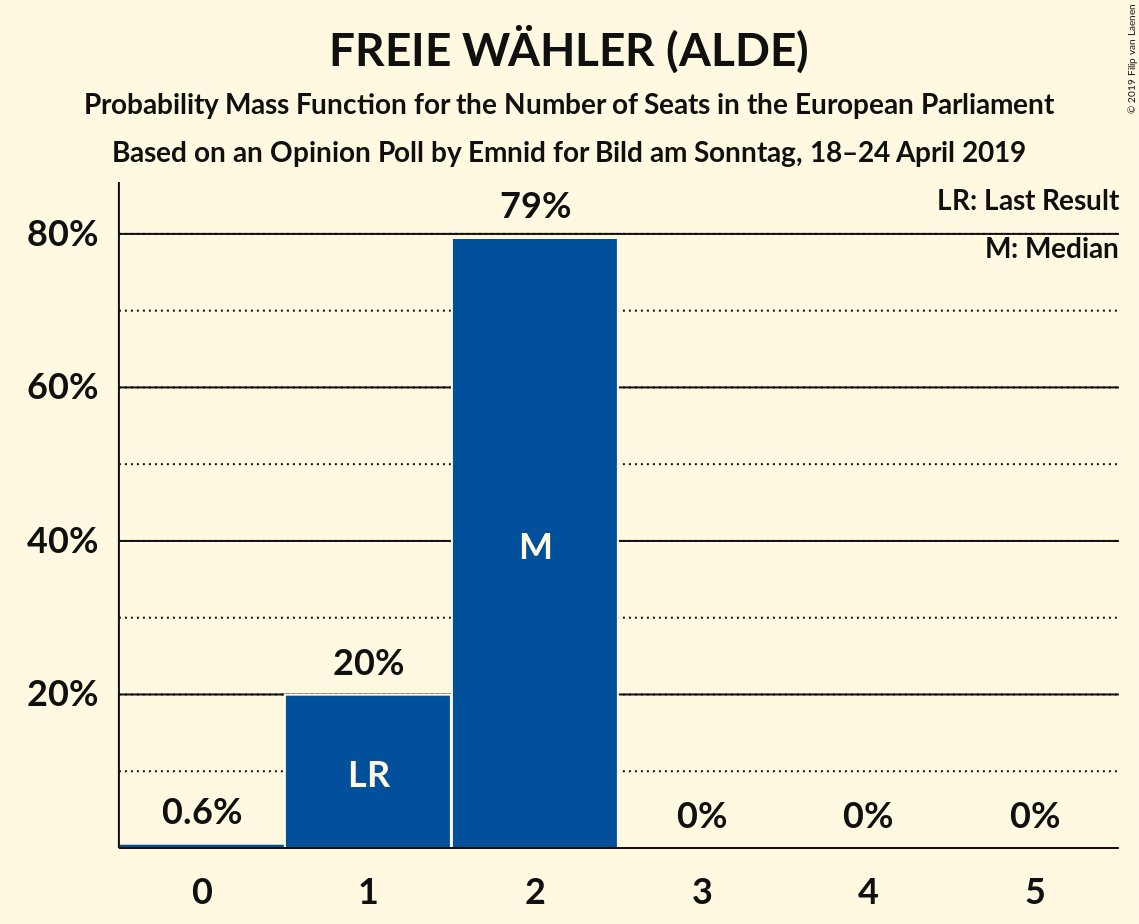 FREIE WÄHLER (ALDE)
Probability Mass Function for the Number of Seats in the European Parliament
Based on an Opinion Poll by Emnid for Bild am Sonntag, 18–24 April 2019
© 2019 Filip van Laenen
LR: Last Result
M: Median
80%
60%
40%
20%
0.6%
20%
79%
0%
0%
0%
LR
M
0
1
2
3
4
5